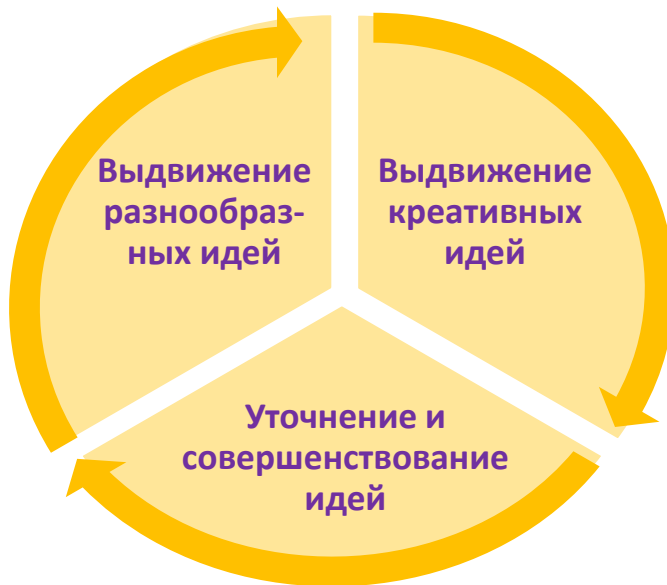 Выдвижение
разнообраз-
ных идей
Выдвижение
креативных
идей
Уточнение и
совершенствование
идей